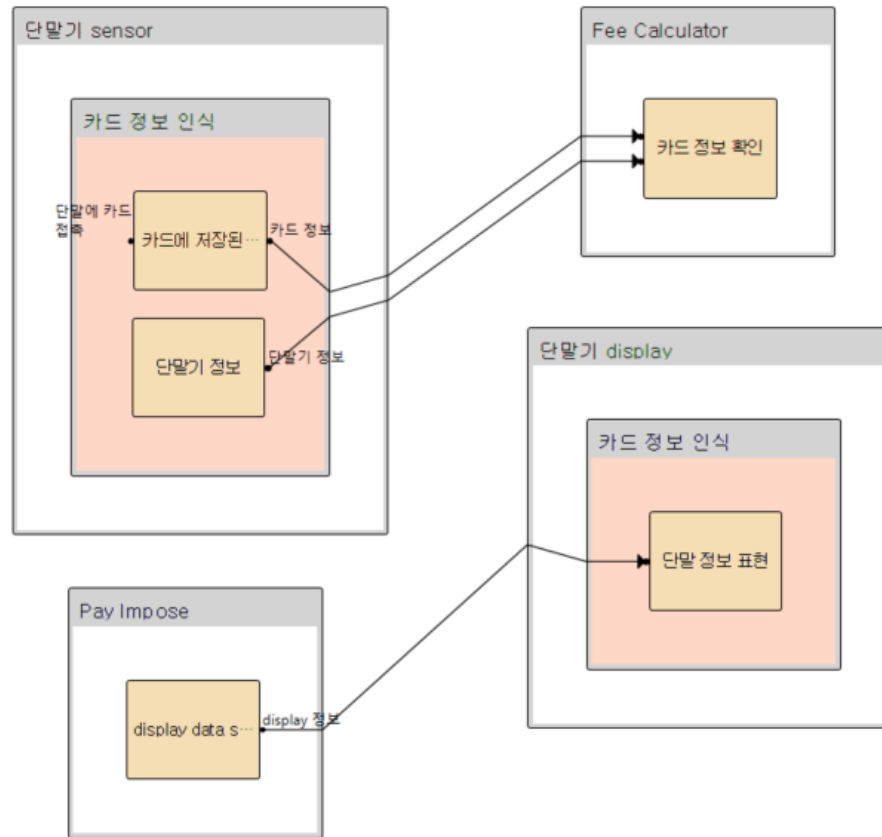 단말기 sensor
카드 정보 인식
단말에 카드
접촉
카드에 저장된…
카드 정보
단말기 정보
단말기 정보
Fee Calculator
카드 정보 확인
단말기 display
카드 정보 인식
단말 정보 표현
Pay Impose
display data s…
display 정보